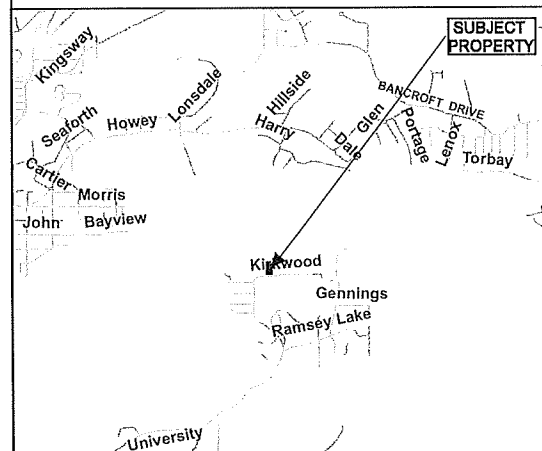 SUBJECT
PROPERTY
Kingsway
Lonsdale
Hillside
BANCROFT DRIVE
Seaforth
Howey
Harry
Dale
Glen
Portage
Lenox
Torbay
Cartier
Morris
John
Bayview
Kirkwood
Gennings
Ramsey Lake
University